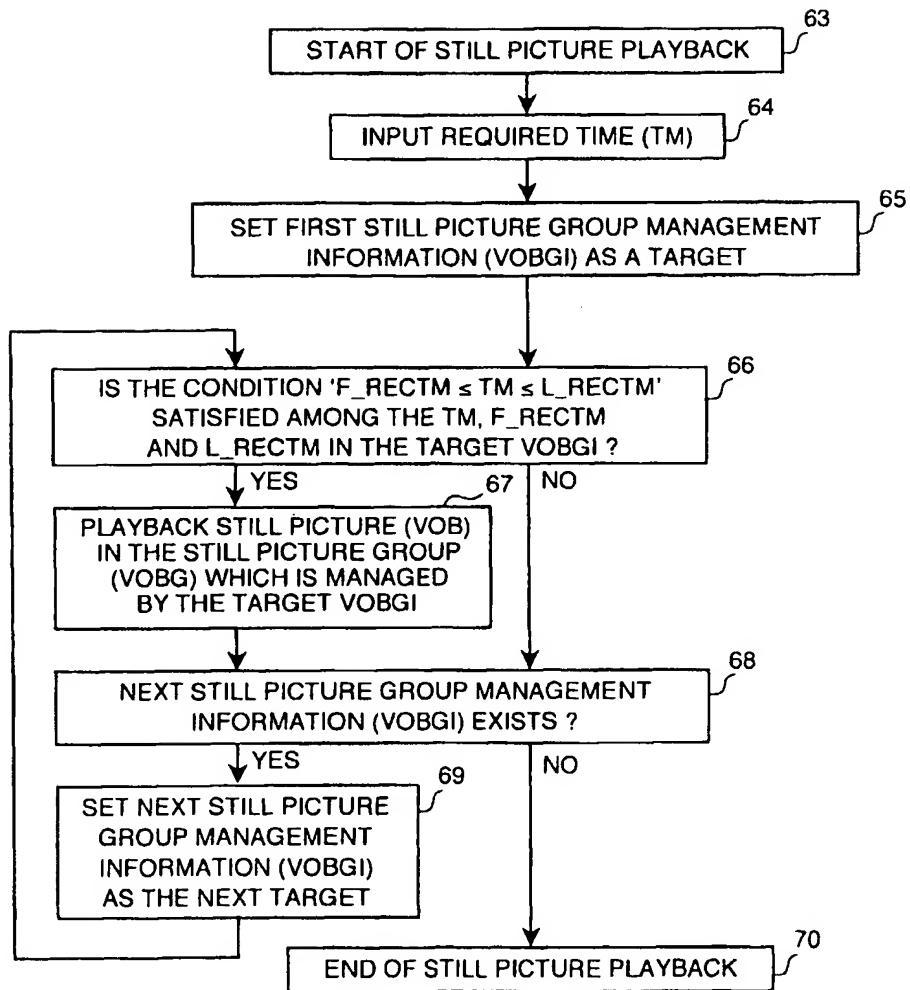 START OF STILL PICTURE PLAYBACK
63
INPUT REQUIRED TIME (TM)
64
SET FIRST STILL PICTURE GROUP MANAGEMENT
INFORMATION (VOBGI) AS A TARGET
65
IS THE CONDITION 'F_RECTM ≤ TM ≤ L_RECTM'
SATISFIED AMONG THE TM, F_RECTM
AND L_RECTM IN THE TARGET VOBGI ?
66
YES
NO
67
PLAYBACK STILL PICTURE (VOB)
IN THE STILL PICTURE GROUP
(VOBG) WHICH IS MANAGED
BY THE TARGET VOBGI
NEXT STILL PICTURE GROUP MANAGEMENT
INFORMATION (VOBGI) EXISTS ?
68
YES
NO
69
SET NEXT STILL PICTURE
GROUP MANAGEMENT
INFORMATION (VOBGI)
AS THE NEXT TARGET
END OF STILL PICTURE PLAYBACK
70